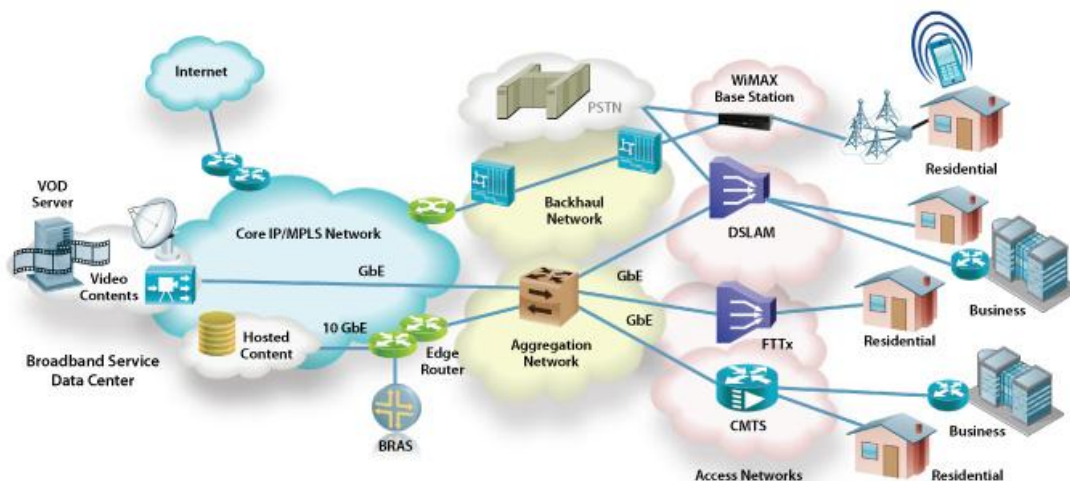 Internet
VOD
Server
Video
Contents
Core IP/MPLS Network
GbE
Hosted
Content
10 GbE
Edge
Router
Broadband Service
Data Center
BRAS
PSTN
Backhaul
Network
Aggregation
Network
WiMAX
Base Station
DSLAM
GbE
GbE
FTTx
CMTS
Access Networks
Residential
Business
Residential
Business
Residential